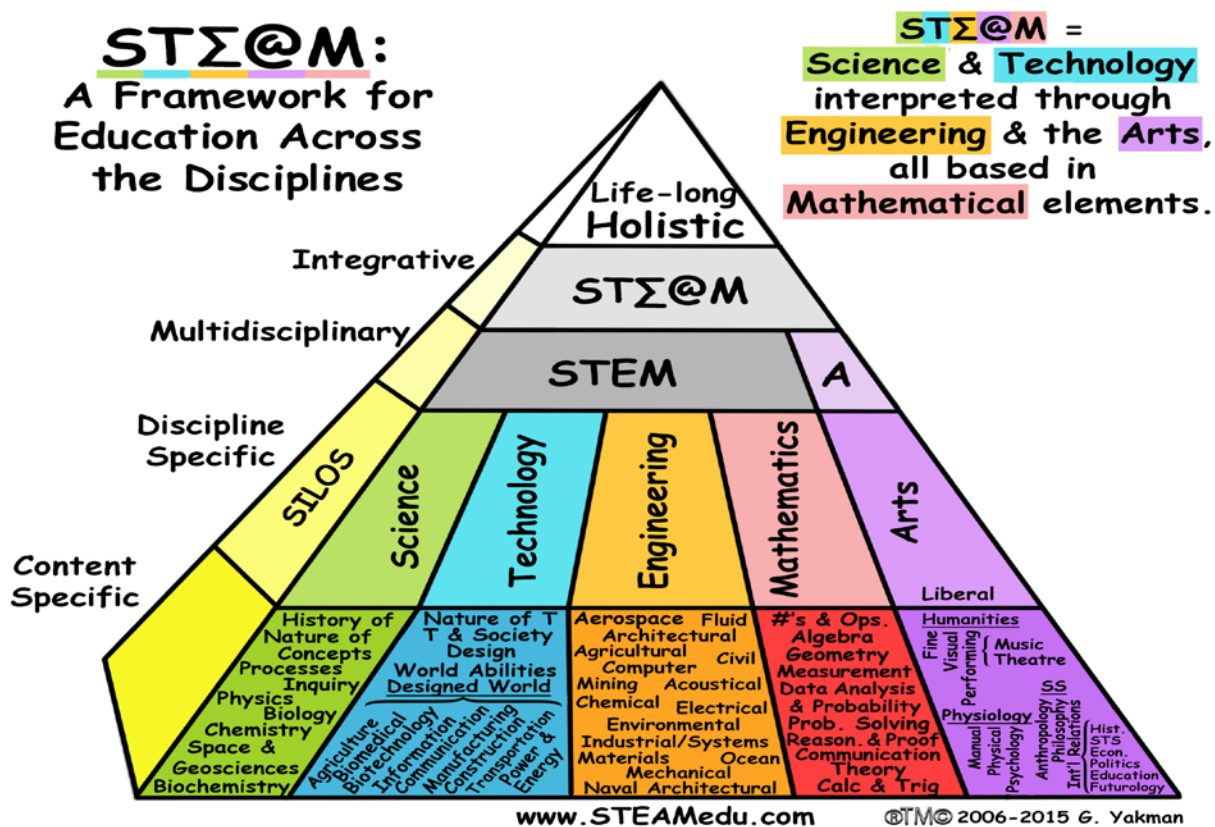 STΣ@M:
A Framework for
Education Across
the Disciplines
STΣ@M =
Science & Technology
interpreted through
Engineering & the Arts,
all based in
Mathematical elements.
Life-long
Holistic
Integrative
STΣ@M
Multidisciplinary
STEM
A
Discipline
Specific
SILOS
Science
Technology
Engineering
Mathematics
Arts
Liberal
Content
Specific
History of
Nature of
Concepts
Processes
Inquiry
Physics
Biology
Chemistry
Space &
Geosciences
Biochemistry
Nature of T
T & Society
Design
World Abilities
Designed World
Agriculture
Biomedical
Biotechnology
Information
Communication
Manufacturing
Construction
Transportation
Power &
Energy
Aerospace Fluid
Architectural
Agricultural
Computer Civil
Mining Acoustical
Chemical Electrical
Environmental
Industrial/Systems
Materials Ocean
Mechanical
Naval Architectural
#'s & Ops.
Algebra
Geometry
Measurement
Data Analysis
& Probability
Prob. Solving
Reason. & Proof
Communication
Theory
Calc & Trig
Humanities
Fine
Visual
Performing
Music
Theatre
Physiology
Manual
Physical
Psychology
SS
Anthropology
Philosophy
Int'l Relations
Hist.
STS
Econ.
Politics
Education
Futurology
www.STEAMedu.com
®TM© 2006-2015 G. Yakman